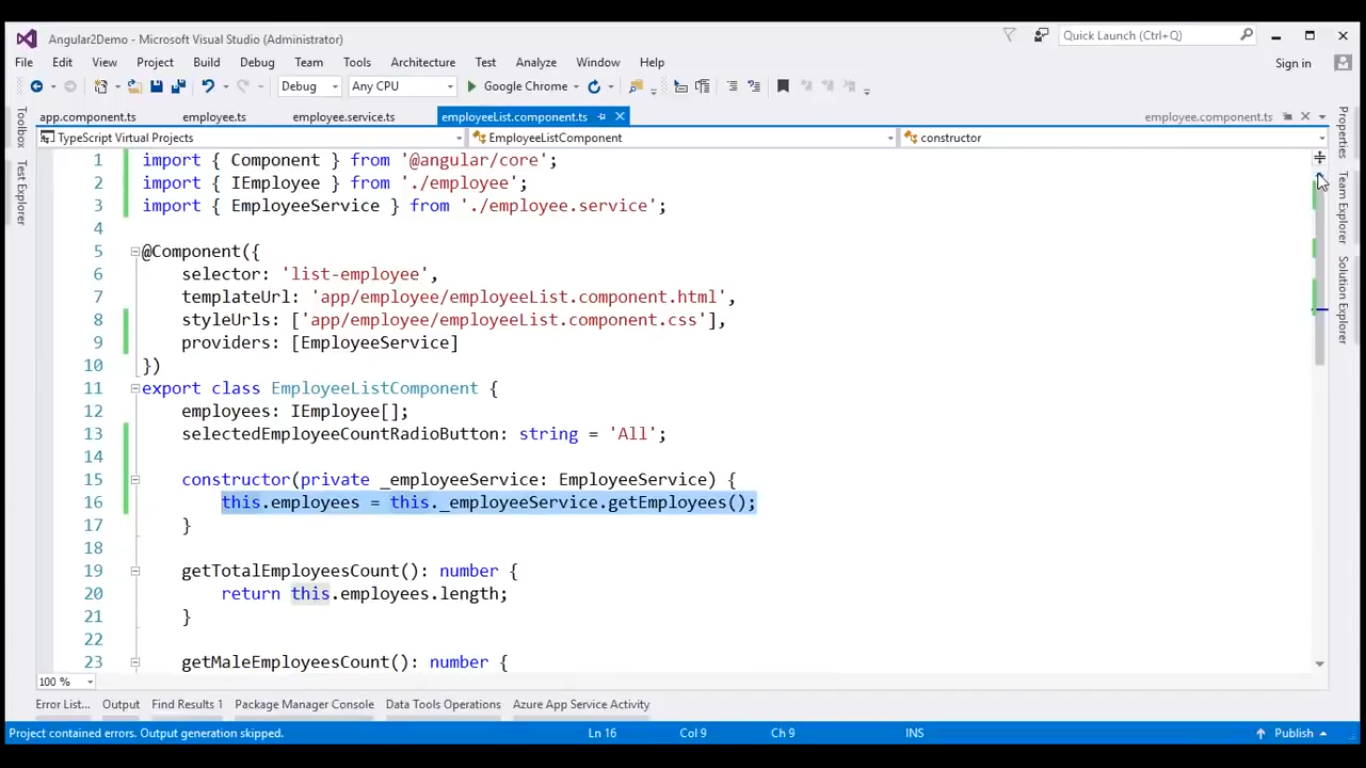 Angular2Demo - Microsoft Visual Studio (Administrator)
Quick Launch (Ctrl+Q)
File Edit View Project Build Debug Team Tools Architecture Test Analyze Window Help
Sign in
Debug Any CPU Google Chrome
app.component.ts employee.ts employee.service.ts employeeList.component.ts employee.component.ts
TypeScript Virtual Projects EmployeeListComponent constructor
Toolbox
Test Explorer
Properties
Team Explorer
Solution Explorer
1 import { Component } from '@angular/core';
2 import { IEmployee } from './employee';
3 import { EmployeeService } from './employee.service';
4
5 @Component({
6 selector: 'list-employee',
7 templateUrl: 'app/employee/employeeList.component.html',
8 styleUrls: ['app/employee/employeeList.component.css'],
9 providers: [EmployeeService]
10 })
11 export class EmployeeListComponent {
12 employees: IEmployee[];
13 selectedEmployeeCountRadioButton: string = 'All';
14
15 constructor(private _employeeService: EmployeeService) {
16 this.employees = this._employeeService.getEmployees();
17 }
18
19 getTotalEmployeesCount(): number {
20 return this.employees.length;
21 }
22
23 getMaleEmployeesCount(): number {
100 %
Error List... Output Find Results 1 Package Manager Console Data Tools Operations Azure App Service Activity
Project contained errors. Output generation skipped. Ln 16 Col 9 Ch 9 INS Publish